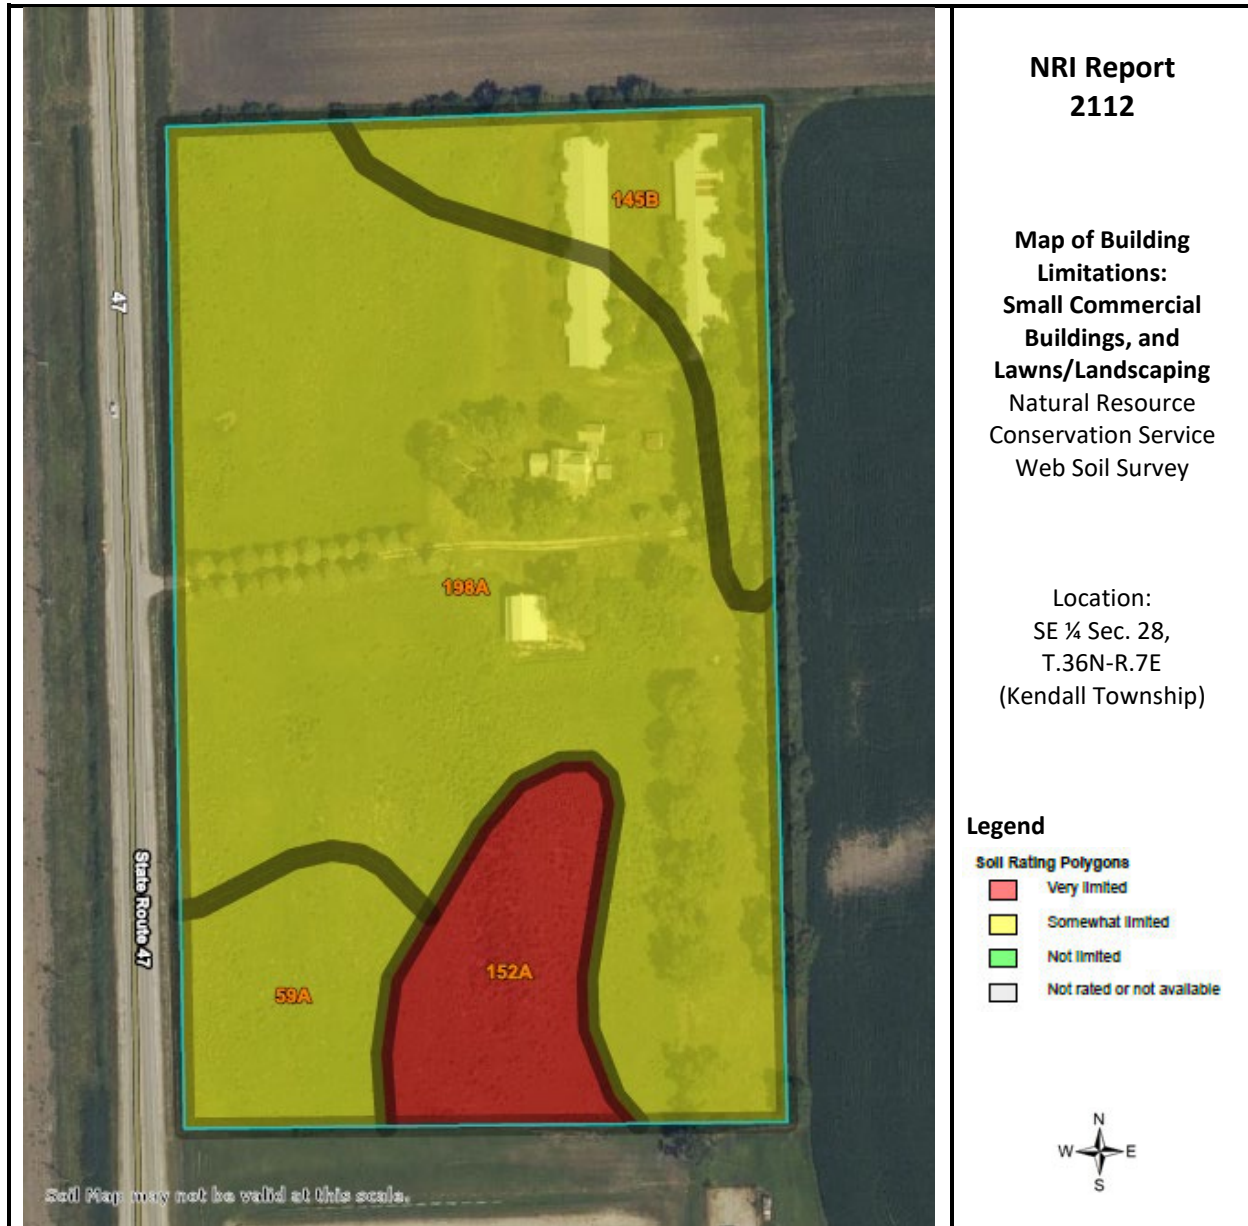 NRI Report
2112
Map of Building
Limitations:
Small Commercial
Buildings, and
Lawns/Landscaping
Natural Resource
Conservation Service
Web Soil Survey
Location:
SE ¼ Sec. 28,
T.36N-R.7E
(Kendall Township)
Legend
Soil Rating Polygons
Very limited
Somewhat limited
Not limited
Not rated or not available
N
W E
S
145B
47
198A
State Route 47
152A
59A
Soil Map may not be valid at this scale.